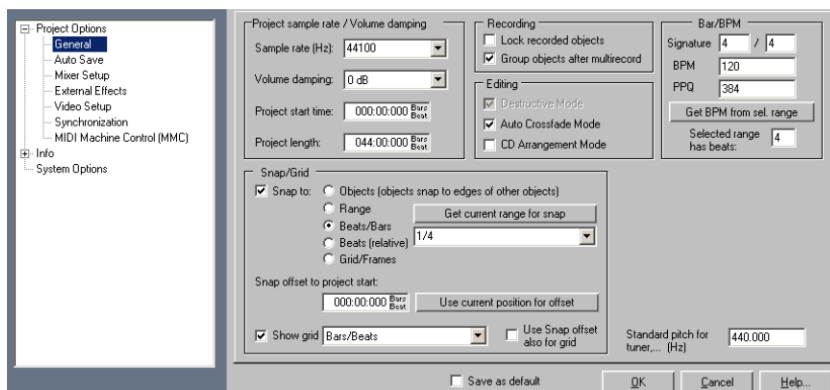 Project Options
General
Auto Save
Mixer Setup
External Effects
Video Setup
Synchronization
MIDI Machine Control (MMC)
Info
System Options
Project sample rate / Volume damping
Sample rate (Hz): 44100
Volume damping: 0 dB
Project start time: 000:00:000 Bars Beat
Project length: 044:00:000 Bars Beat
Recording
Lock recorded objects
Group objects after multirecord
Editing
Destructive Mode
Auto Crossfade Mode
CD Arrangement Mode
Bar/BPM
Signature 4 / 4
BPM 120
PPQ 384
Get BPM from sel. range
Selected range has beats: 4
Snap/Grid
Snap to:
Objects (objects snap to edges of other objects)
Range
Get current range for snap
Beats/Bars
1/4
Beats (relative)
Grid/Frames
Snap offset to project start:
000:00:000 Bars Beat
Use current position for offset
Show grid Bars/Beats
Use Snap offset also for grid
Standard pitch for tuner,... (Hz) 440.000
Save as default
OK
Cancel
Help...